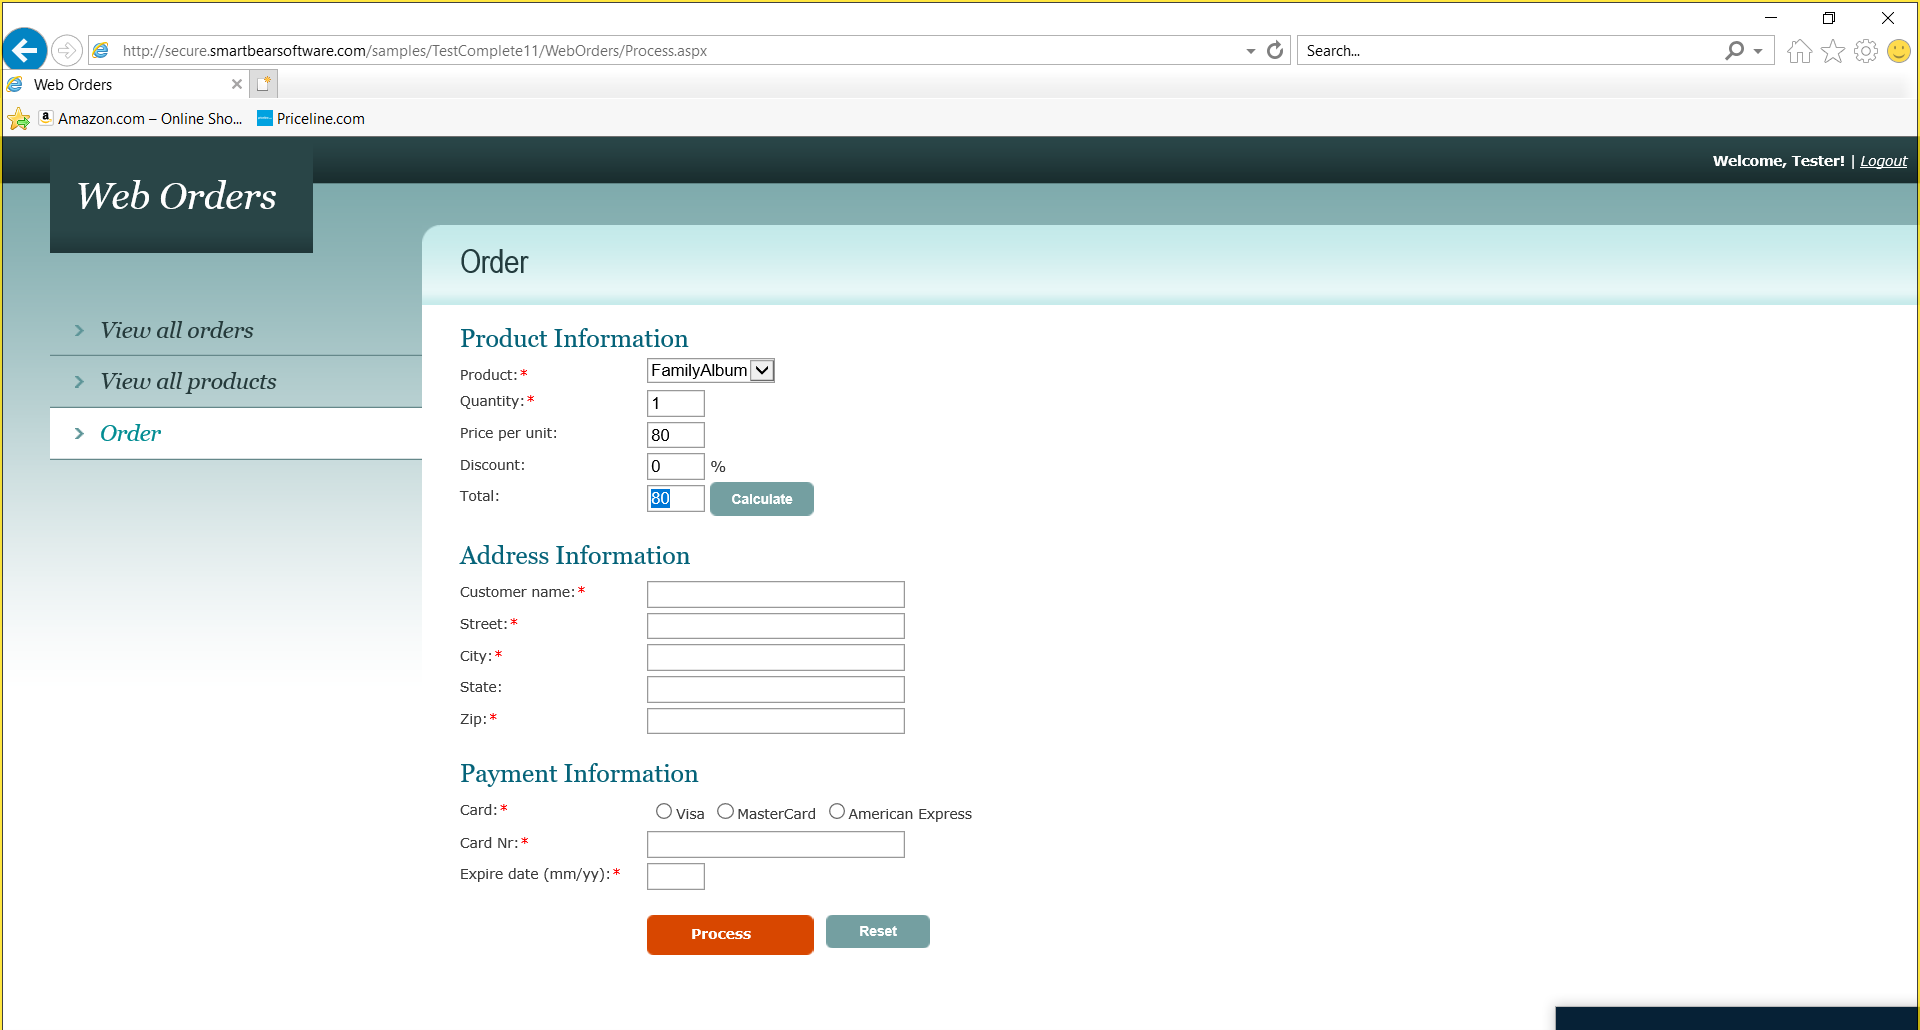 http://secure.smartbearsoftware.com/samples/TestComplete11/WebOrders/Process.aspx
Search...
Web Orders
Amazon.com – Online Sho...
Priceline.com
Welcome, Tester! | Logout
Web Orders
Order
View all orders
View all products
Order
Product Information
Product:* FamilyAlbum
Quantity:* 1
Price per unit: 80
Discount: 0 %
Total: 80 Calculate
Address Information
Customer name:*
Street:*
City:*
State:
Zip:*
Payment Information
Card:* Visa MasterCard American Express
Card Nr:*
Expire date (mm/yy):*
Process Reset